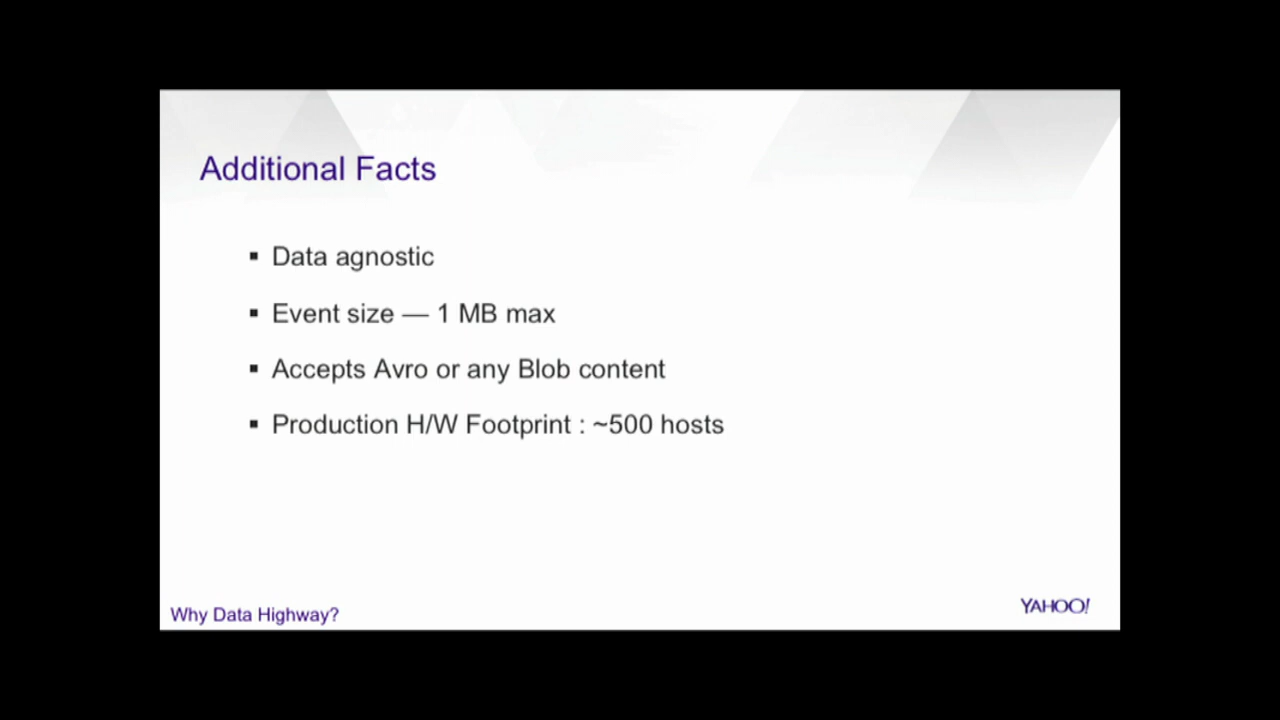 Additional Facts
▪ Data agnostic
▪ Event size — 1 MB max
▪ Accepts Avro or any Blob content
▪ Production H/W Footprint : ~500 hosts
Why Data Highway?
YAHOO!